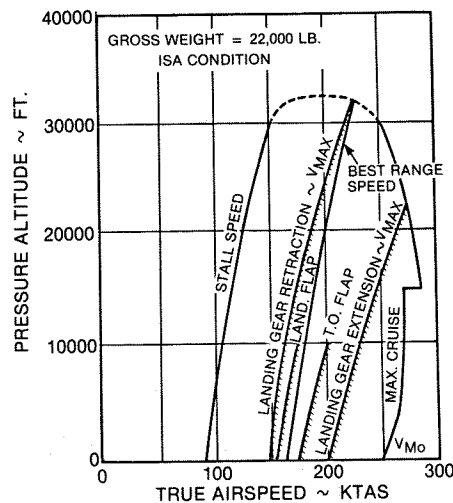 40000
GROSS WEIGHT = 22,000 LB.
ISA CONDITION
30000
BEST RANGE
SPEED
20000
10000
0
STALL SPEED
LANDING GEAR RETRACTION ~ VMAX
LAND. FLAP
T.O. FLAP
LANDING GEAR EXTENSION ~ VMAX
MAX. CRUISE
VMo
PRESSURE ALTITUDE ~ FT.
0
100
200
300
TRUE AIRSPEED ~ KTAS